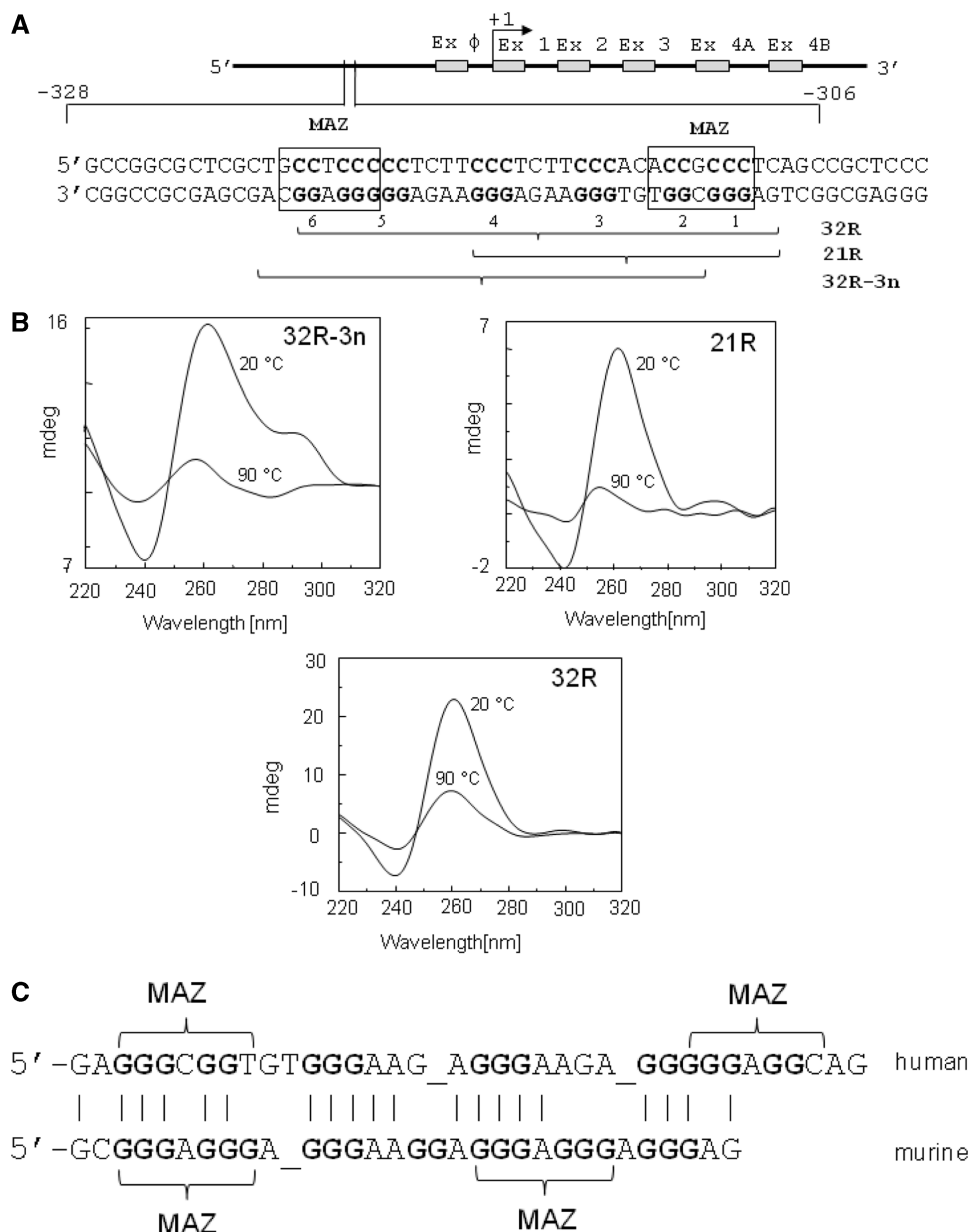 A
+1
Ex ϕ Ex 1 Ex 2 Ex 3 Ex 4A Ex 4B
5' 3'
-328 -306
MAZ MAZ
5'GCCGGCGCTCGCTGCCTCCCCCTCTTCCCTCTTCCCACACCGCCCTCAGCCGCTCCC
3'CGGCCGCGAGCGACGGAGGGGGAGAAGGGAGAAGGGTGTGGCGGGAGTCGGCGAGGG
6 5 4 3 2 1
32R
21R
32R-3n
B
32R-3n
16
7
mdeg
20 °C
90 °C
220 240 260 280 300 320
Wavelength [nm]
21R
7
-2
mdeg
20 °C
90 °C
220 240 260 280 300 320
Wavelength[nm]
32R
30
20
10
0
-10
mdeg
20 °C
90 °C
220 240 260 280 300 320
Wavelength[nm]
C
MAZ MAZ
5'-GAGGGCGGTGTGGGAAG_AGGGAAGA_GGGGGAGGCAG human
| ||| || ||||| ||||| ||| |
5'-GCGGGAGGGA_GGGAAGGAGGGAGGGAGGGAG murine
MAZ MAZ